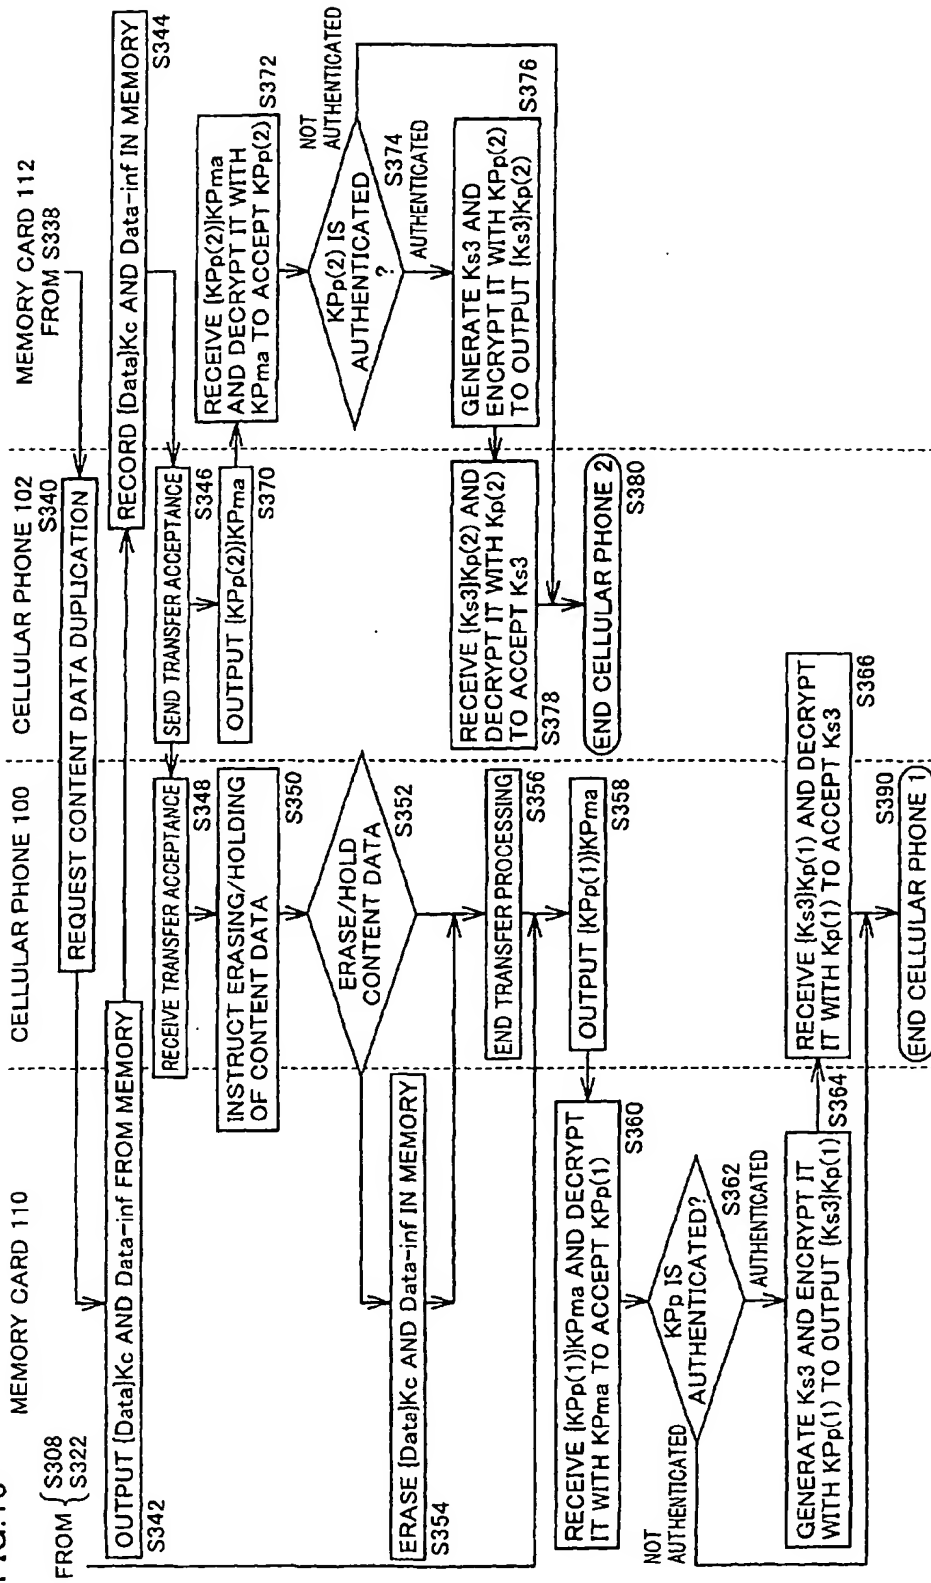 MEMORY CARD 110
CELLULAR PHONE 100
CELLULAR PHONE 102
MEMORY CARD 112
FROM S338
FROM { S308
S322
REQUEST CONTENT DATA DUPLICATION
S340
OUTPUT {Data}Kc AND Data-inf FROM MEMORY
S342
RECORD {Data}Kc AND Data-inf IN MEMORY
S344
SEND TRANSFER ACCEPTANCE
S346
RECEIVE TRANSFER ACCEPTANCE
S348
INSTRUCT ERASING/HOLDING
OF CONTENT DATA
S350
ERASE/HOLD
CONTENT DATA
S352
ERASE {Data}Kc AND Data-inf IN MEMORY
S354
END TRANSFER PROCESSING
S356
OUTPUT {KPp(1)}KPma
S358
RECEIVE {KPp(1)}KPma AND DECRYPT
IT WITH KPma TO ACCEPT KPp(1)
S360
KPp IS
AUTHENTICATED?
S362
NOT
AUTHENTICATED
AUTHENTICATED
GENERATE Ks3 AND ENCRYPT IT
WITH KPp(1) TO OUTPUT {Ks3}Kp(1)
S364
RECEIVE {Ks3}Kp(1) AND DECRYPT
IT WITH Kp(1) TO ACCEPT Ks3
S366
END CELLULAR PHONE 1
S390
OUTPUT {KPp(2)}KPma
S370
RECEIVE {KPp(2)}KPma
AND DECRYPT IT WITH
KPma TO ACCEPT KPp(2)
S372
KPp(2) IS
AUTHENTICATED
?
S374
NOT
AUTHENTICATED
AUTHENTICATED
GENERATE Ks3 AND
ENCRYPT IT WITH KPp(2)
TO OUTPUT {Ks3}Kp(2)
S376
RECEIVE {Ks3}Kp(2) AND
DECRYPT IT WITH Kp(2)
TO ACCEPT Ks3
S378
END CELLULAR PHONE 2
S380